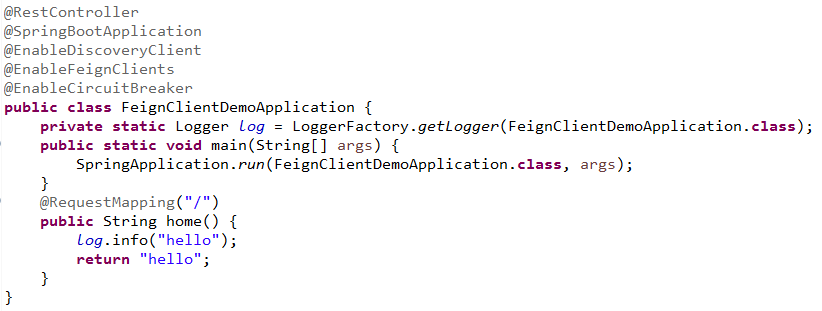 @RestController
@SpringBootApplication
@EnableDiscoveryClient
@EnableFeignClients
@EnableCircuitBreaker
public class FeignClientDemoApplication {
    private static Logger log = LoggerFactory.getLogger(FeignClientDemoApplication.class);
    public static void main(String[] args) {
        SpringApplication.run(FeignClientDemoApplication.class, args);
    }
    @RequestMapping("/")
    public String home() {
        log.info("hello");
        return "hello";
    }
}